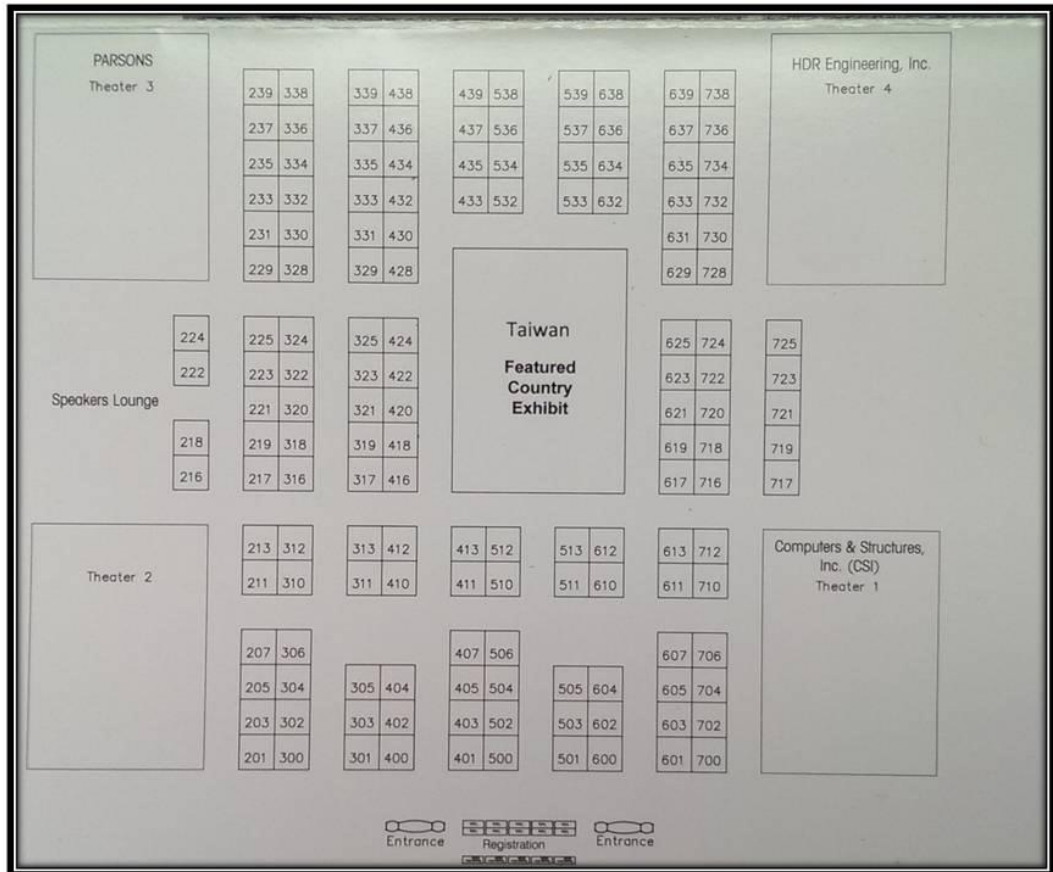 PARSONS
Theater 3
HDR Engineering, Inc.
Theater 4
239 338 339 438 439 538 539 638 639 738
237 336 337 436 437 536 537 636 637 736
235 334 335 434 435 534 535 634 635 734
233 332 333 432 433 532 533 632 633 732
231 330 331 430 631 730
229 328 329 428 629 728
Taiwan
Featured
Country
Exhibit
Speakers Lounge
224 225 324 325 424 625 724 725
222 223 322 323 422 623 722 723
221 320 321 420 621 720 721
218 219 318 319 418 619 718 719
216 217 316 317 416 617 716 717
Theater 2
Computers & Structures,
Inc. (CSI)
Theater 1
213 312 313 412 413 512 513 612 613 712
211 310 311 410 411 510 511 610 611 710
207 306 407 506 607 706
205 304 305 404 405 504 505 604 605 704
203 302 303 402 403 502 503 602 603 702
201 300 301 400 401 500 501 600 601 700
Entrance
Registration
Entrance